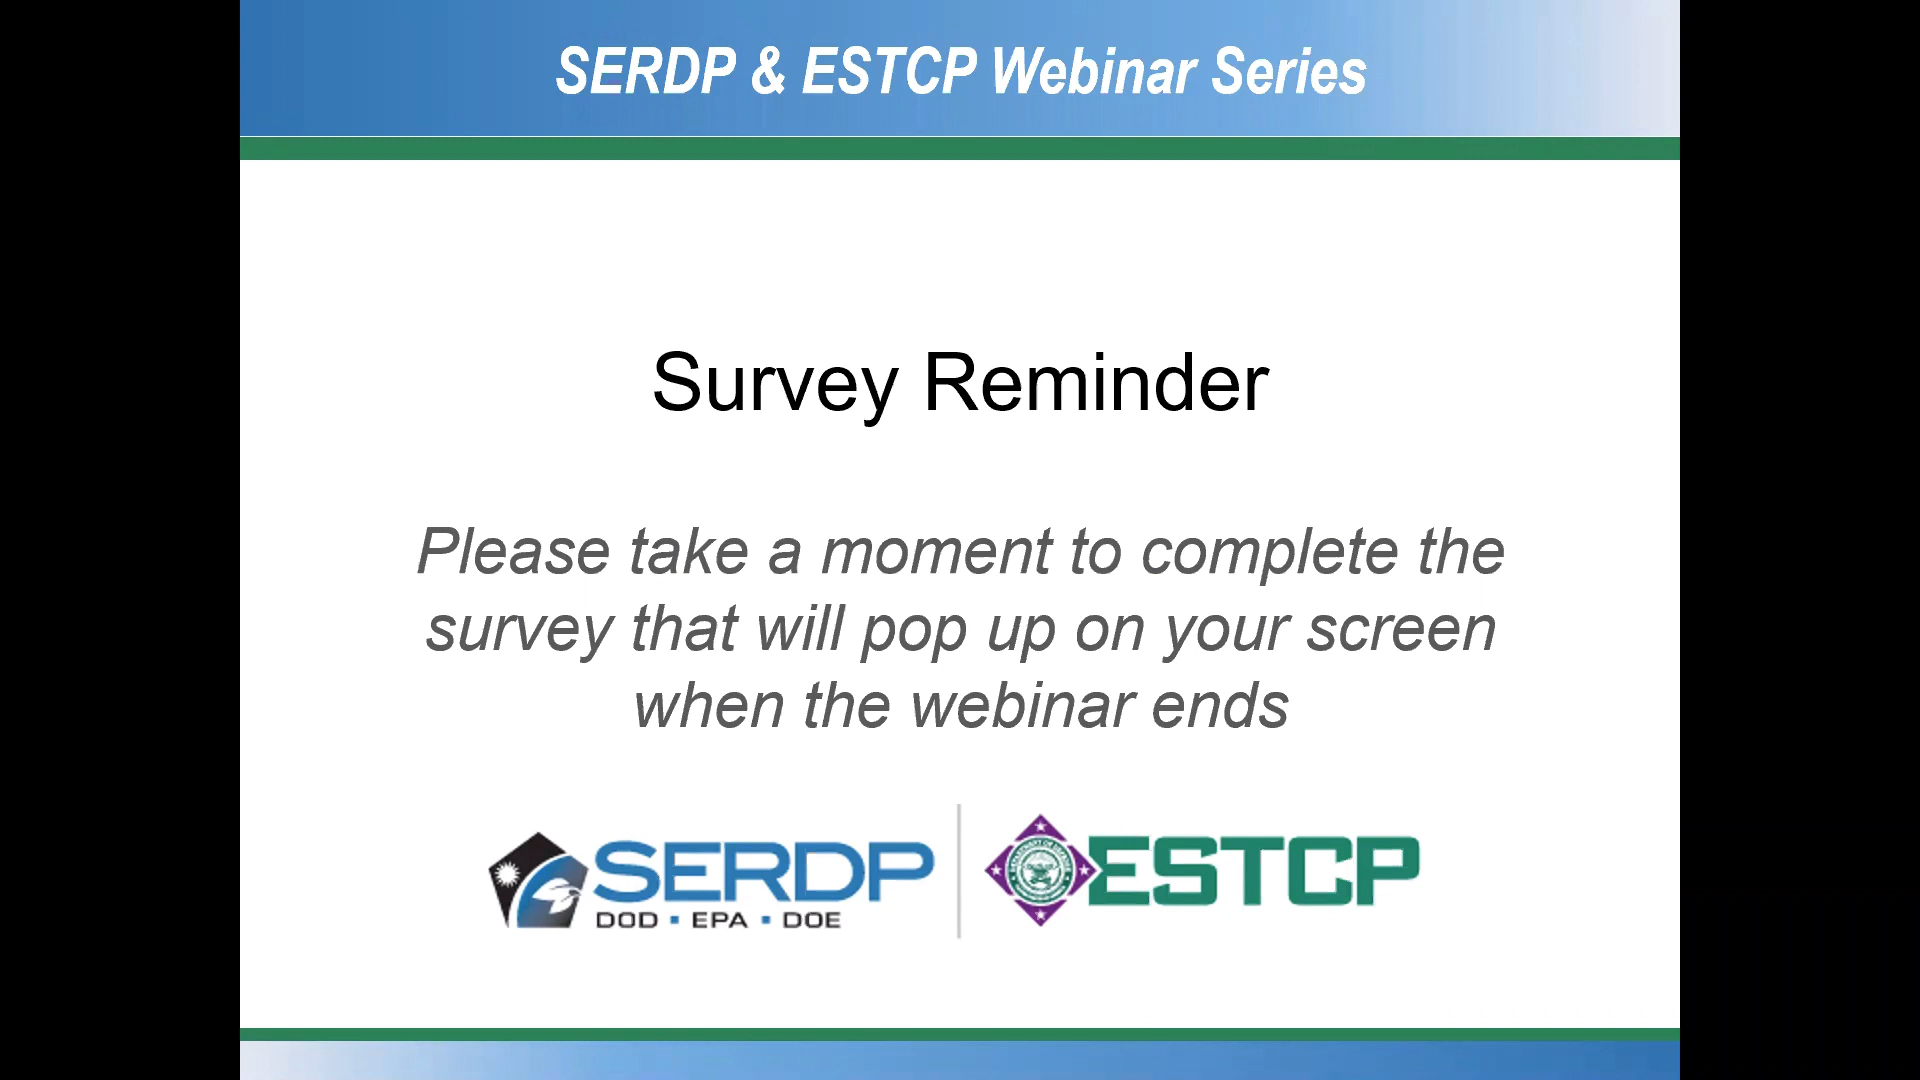 SERDP & ESTCP Webinar Series
Survey Reminder
Please take a moment to complete the
survey that will pop up on your screen
when the webinar ends
SERDP
DOD ▪ EPA ▪ DOE
ESTCP